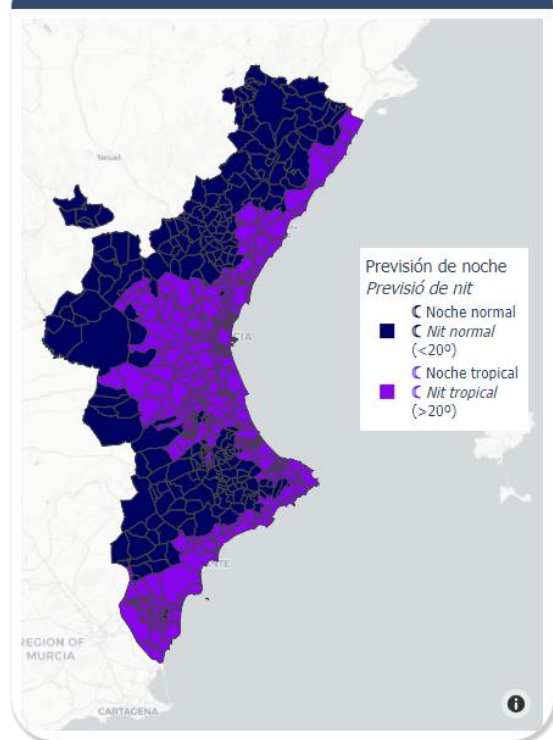 Teruel
Previsión de noche
Previsió de nit
Noche normal
Nit normal
(<20º)
Noche tropical
Nit tropical
(>20º)
REGION OF
MURCIA
CARTAGENA